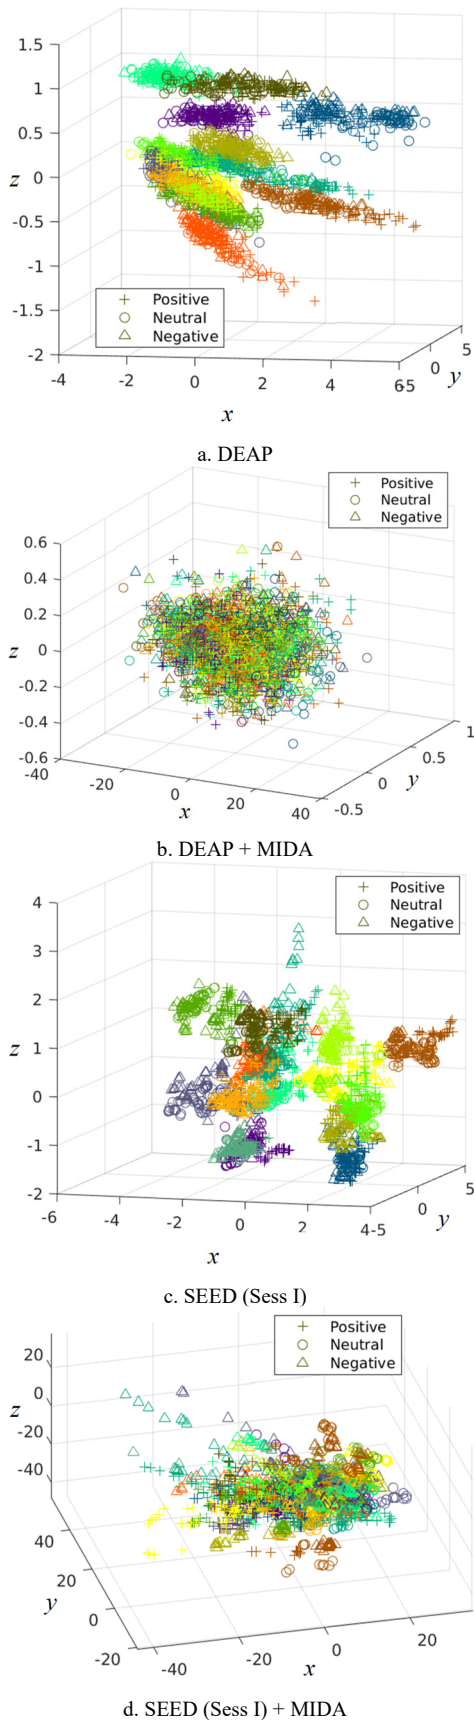 1.5
1
0.5
0
-0.5
-1
-1.5
-2
z
Positive
Neutral
Negative
-4 -2 0 2 4 65 0 5
x y
a. DEAP
Positive
Neutral
Negative
0.6
0.4
0.2
0
-0.2
-0.4
-0.6
z
-40 -20 0 20 40 -0.5 0 0.5 1
x y
b. DEAP + MIDA
Positive
Neutral
Negative
4
3
2
1
0
-1
-2
z
-6 -4 -2 0 2 4-5 0 5
x y
c. SEED (Sess I)
Positive
Neutral
Negative
20
0
-20
-40
z
40
20
0
-20
y
-40 -20 0 20
x
d. SEED (Sess I) + MIDA